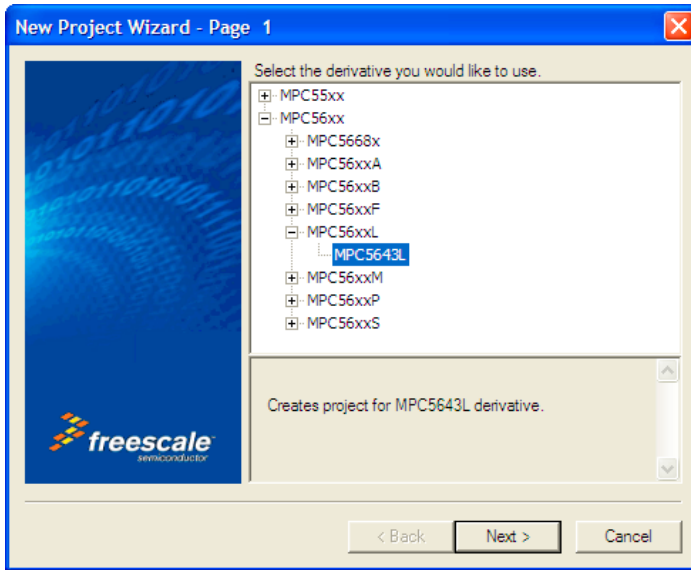 New Project Wizard - Page 1
Select the derivative you would like to use.
MPC55xx
MPC56xx
MPC5668x
MPC56xxA
MPC56xxB
MPC56xxF
MPC56xxL
MPC5643L
MPC56xxM
MPC56xxP
MPC56xxS
Creates project for MPC5643L derivative.
freescale
semiconductor
< Back
Next >
Cancel